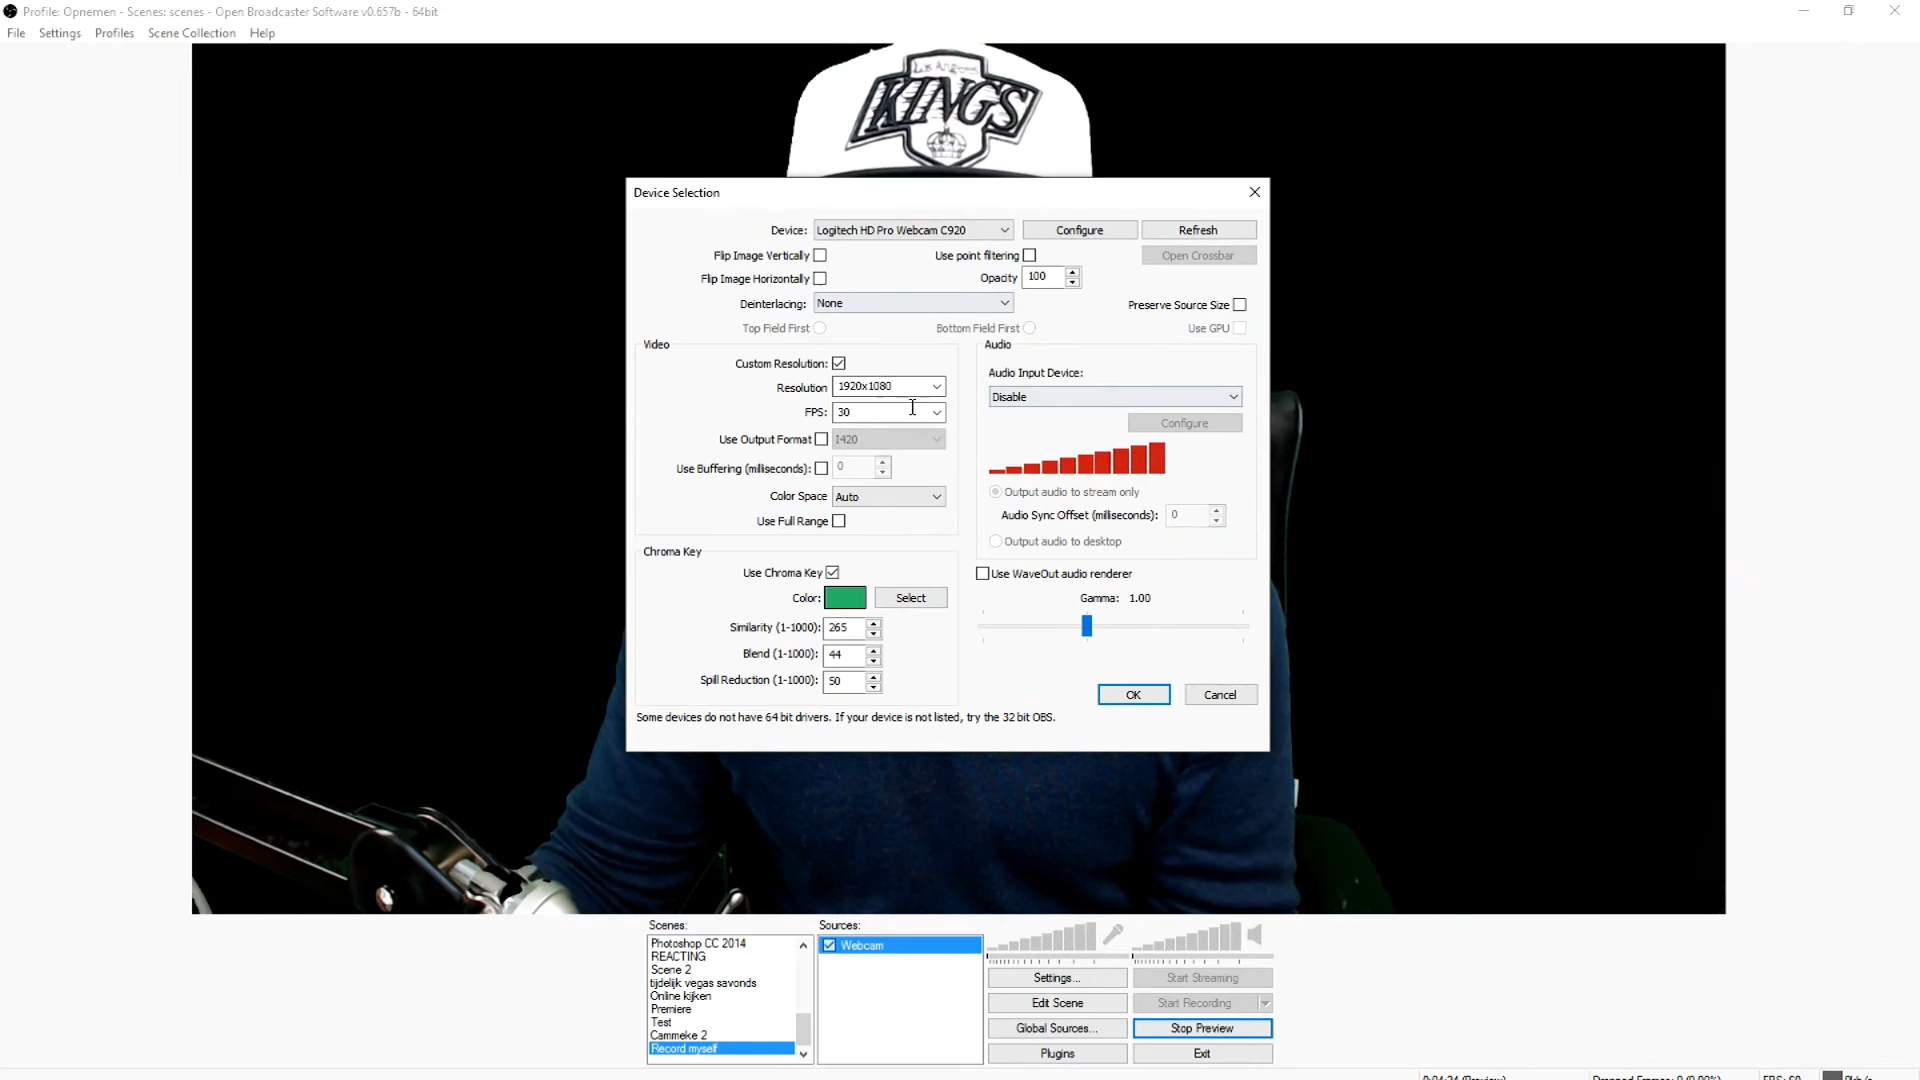 Profile: Opnemen - Scenes: scenes - Open Broadcaster Software v0.657b - 64bit
File Settings Profiles Scene Collection Help
Los Angeles
KINGS
Device Selection
Device: Logitech HD Pro Webcam C920 Configure Refresh
Flip Image Vertically Use point filtering Open Crossbar
Flip Image Horizontally Opacity 100
Deinterlacing: None Preserve Source Size
Top Field First Bottom Field First Use GPU
Video Audio
Custom Resolution:
Audio Input Device:
Resolution 1920x1080
Disable
FPS: 30
Configure
Use Output Format I420
Use Buffering (milliseconds): 0
Output audio to stream only
Color Space Auto
Audio Sync Offset (milliseconds): 0
Use Full Range
Output audio to desktop
Chroma Key
Use Chroma Key Use WaveOut audio renderer
Color: Select Gamma: 1.00
Similarity (1-1000): 265
Blend (1-1000): 44
Spill Reduction (1-1000): 50
OK Cancel
Some devices do not have 64 bit drivers. If your device is not listed, try the 32 bit OBS.
Scenes: Sources:
Photoshop CC 2014
REACTING
Scene 2
tijdelijk vegas savonds
Online kijken
Premiere
Test
Cammeke 2
Record myself
Webcam
Settings... Start Streaming
Edit Scene Start Recording
Global Sources... Stop Preview
Plugins Exit